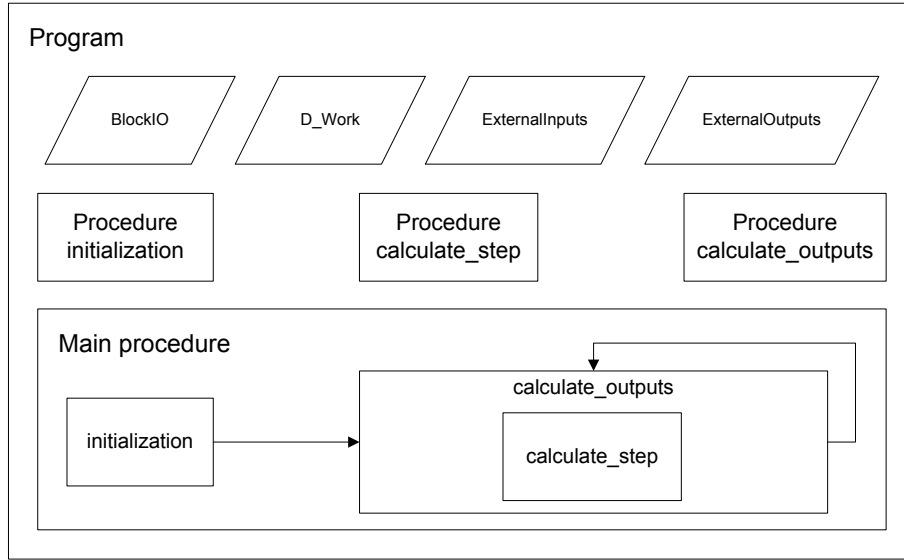 Program
BlockIO
D_Work
ExternalInputs
ExternalOutputs
Procedure
initialization
Procedure
calculate_step
Procedure
calculate_outputs
Main procedure
calculate_outputs
initialization
calculate_step